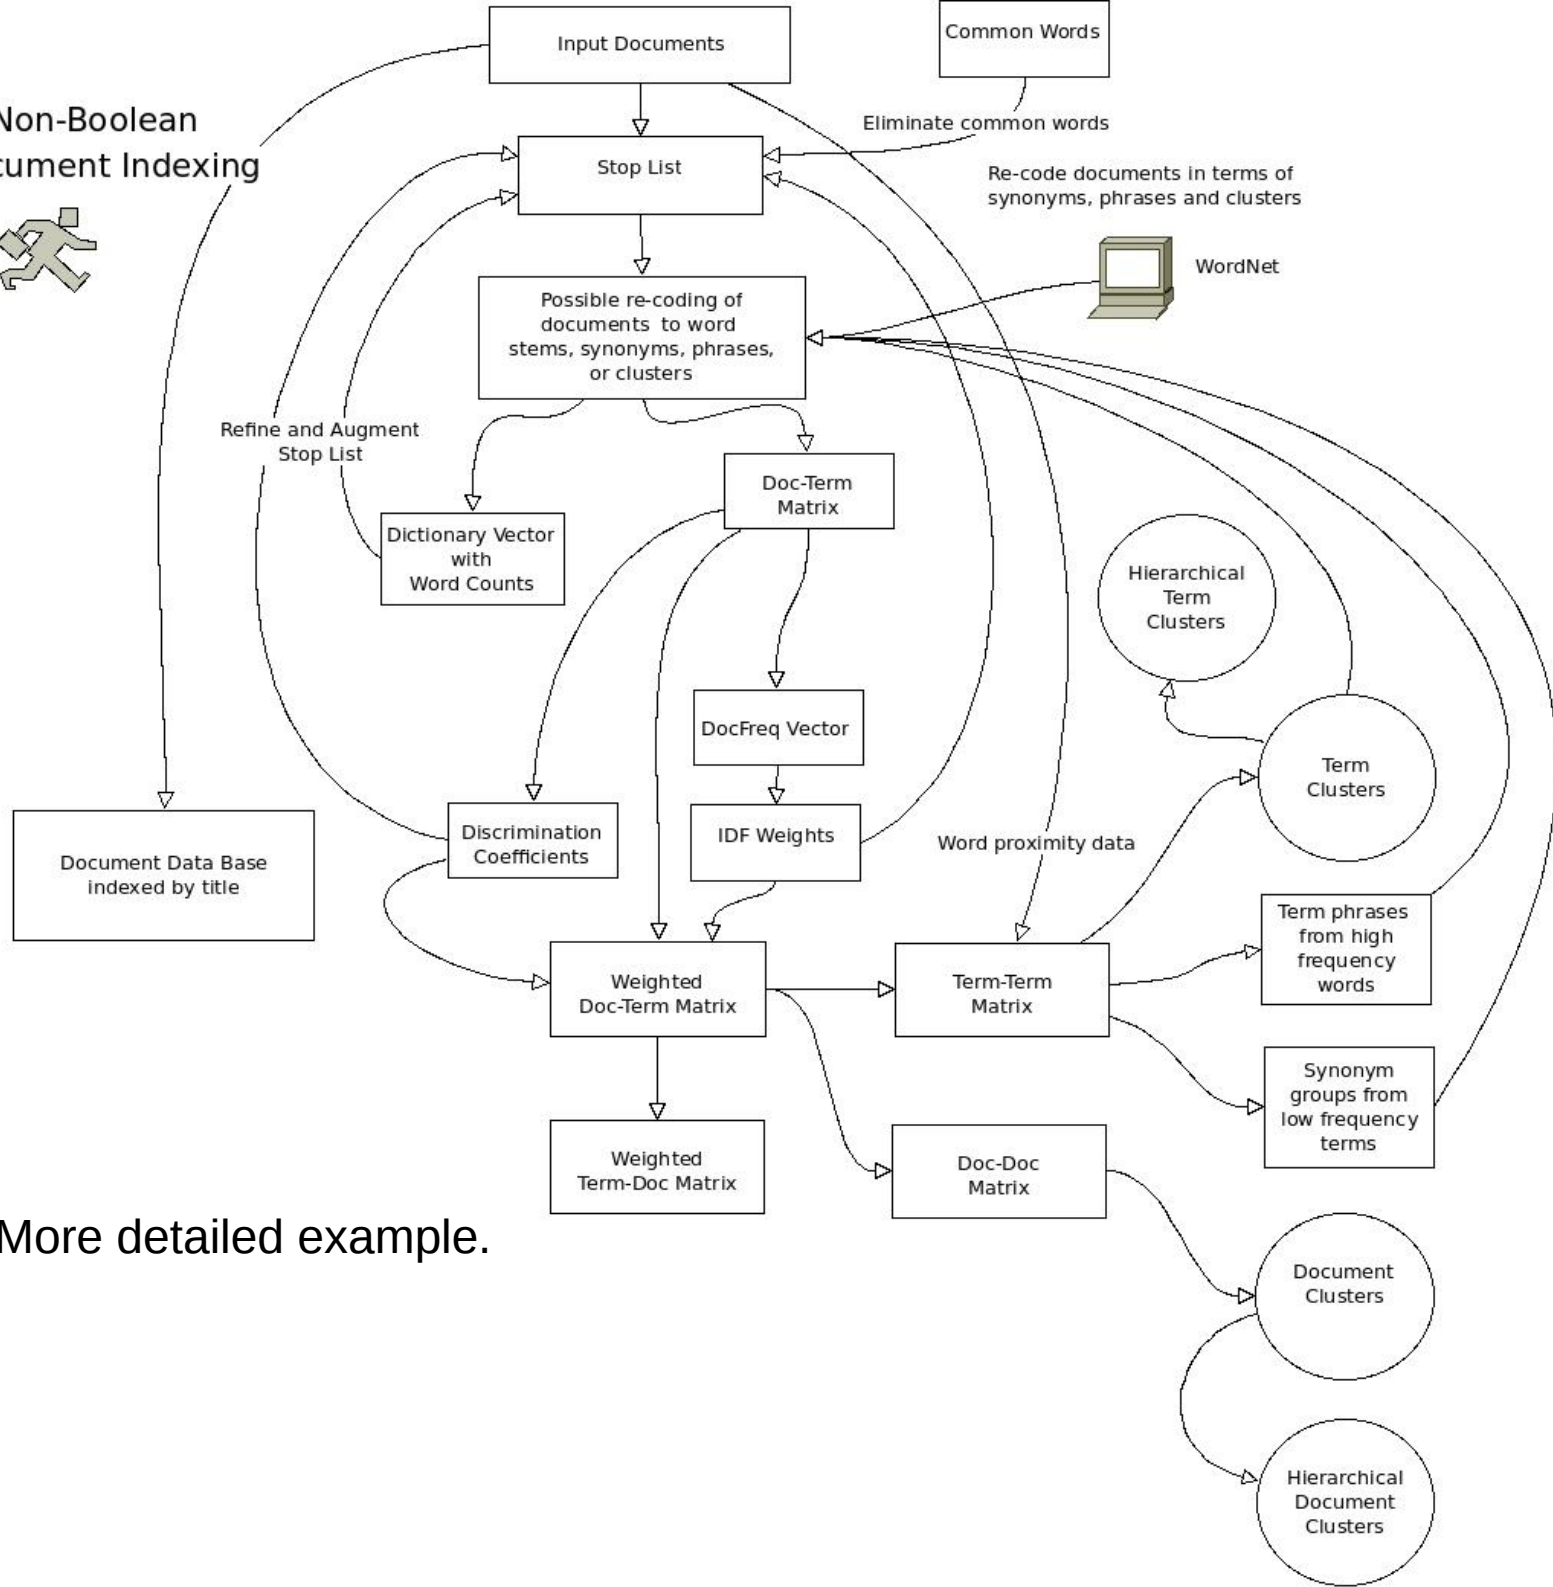 Input Documents
Common Words
Non-Boolean
cument Indexing
Eliminate common words
Stop List
Re-code documents in terms of
synonyms, phrases and clusters
WordNet
Possible re-coding of
documents to word
stems, synonyms, phrases,
or clusters
Refine and Augment
Stop List
Doc-Term
Matrix
Dictionary Vector
with
Word Counts
Hierarchical
Term
Clusters
DocFreq Vector
Term
Clusters
Discrimination
Coefficients
IDF Weights
Word proximity data
Document Data Base
indexed by title
Term phrases
from high
frequency
words
Weighted
Doc-Term Matrix
Term-Term
Matrix
Synonym
groups from
low frequency
terms
Weighted
Term-Doc Matrix
Doc-Doc
Matrix
More detailed example.
Document
Clusters
Hierarchical
Document
Clusters